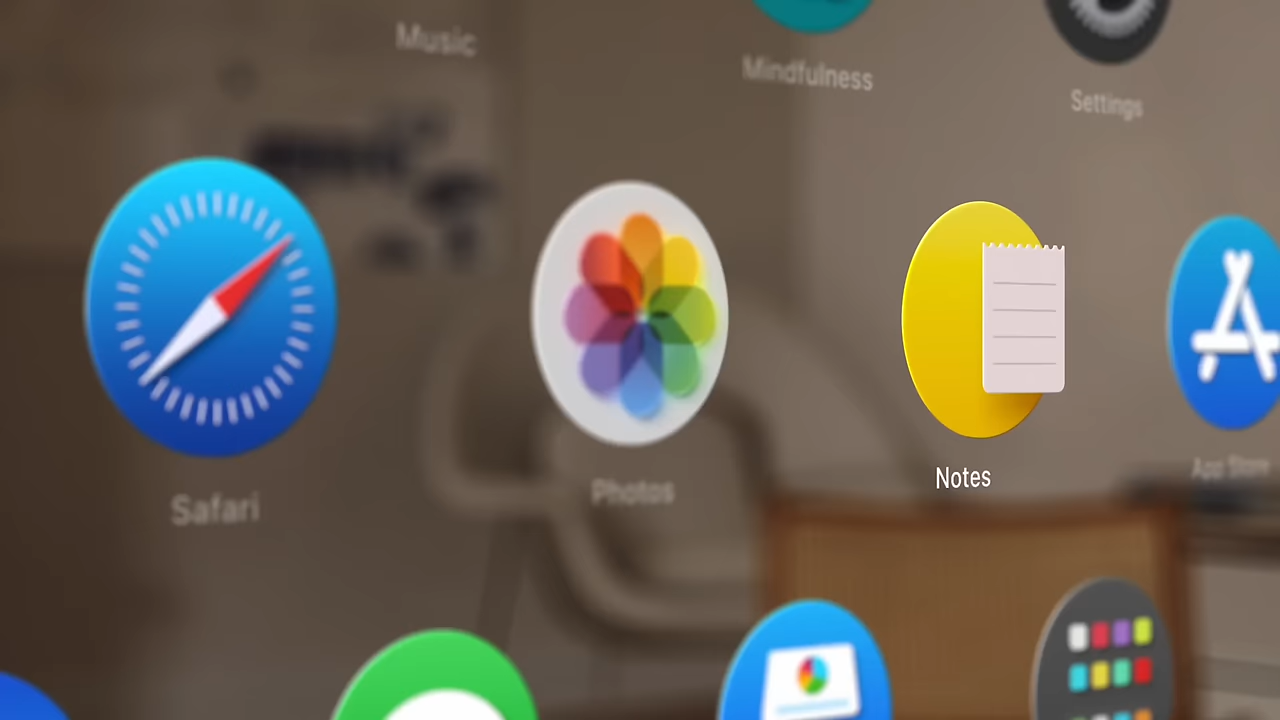 Music
Mindfulness
Settings
Safari
Photos
Notes
App Store